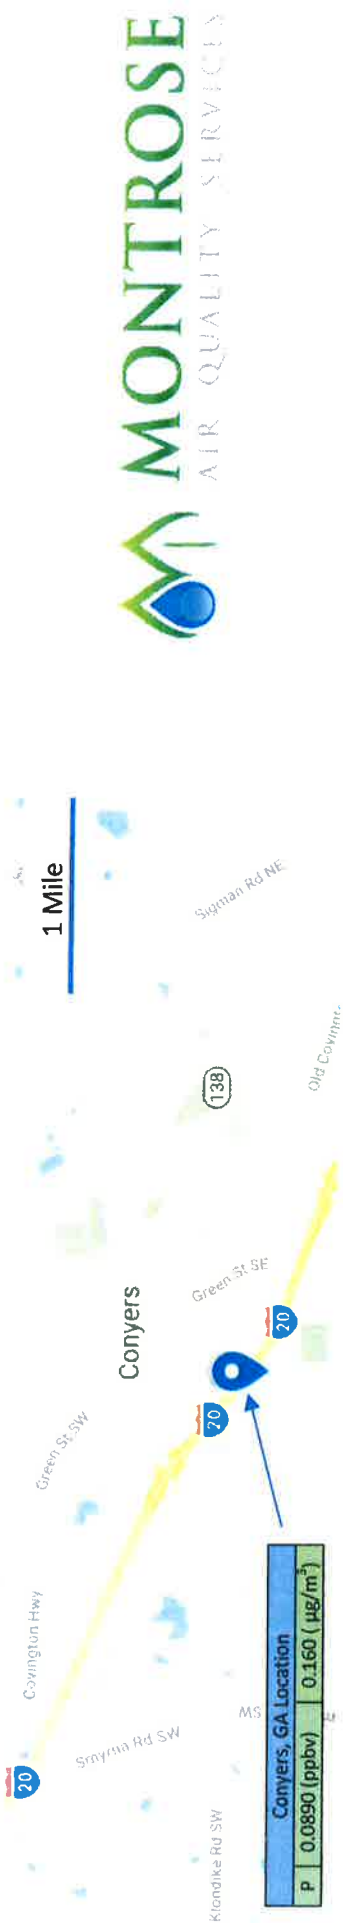 20
Covington Hwy
Green St SW
Smyrna Rd SW
Klondike Rd SW
MS
Conyers
20
20
Green St SE
138
Sigman Rd NE
Old
1 Mile
Conyers, GA Location
P 0.0890 (ppbv) 0.160 ( µg/m³)
MONTROSE
AIR QUALITY SERVICES